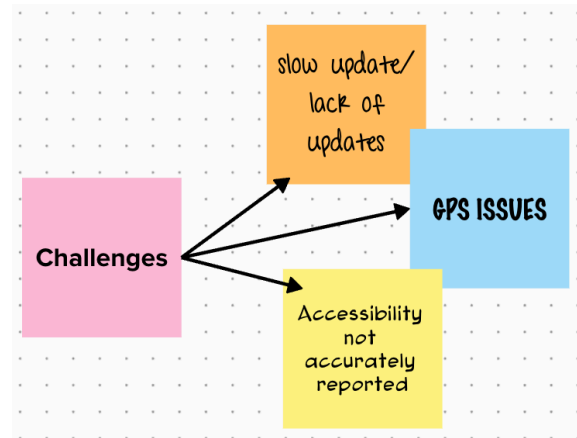 Challenges
slow update/
lack of
updates
GPS ISSUES
Accessibility
not
accurately
reported